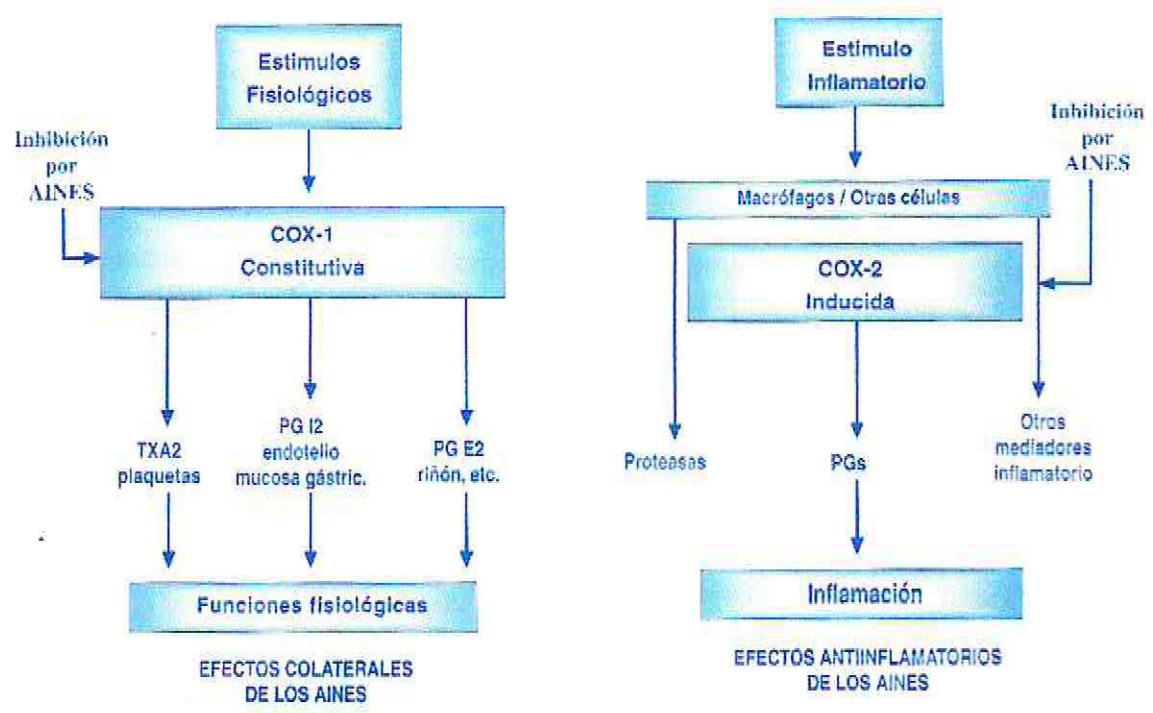 Estimulos
Fisiológicos
Inhibición
por
AINES
COX-1
Constitutiva
TXA2
plaquetas
PG I2
endotelio
mucosa gástric.
PG E2
riñón, etc.
Funciones fisiológicas
EFECTOS COLATERALES
DE LOS AINES
Estimulo
Inflamatorio
Inhibición
por
AINES
Macrófagos / Otras células
COX-2
Inducida
Proteasas
PGs
Otros
mediadores
inflamatorio
Inflamación
EFECTOS ANTIINFLAMATORIOS
DE LOS AINES